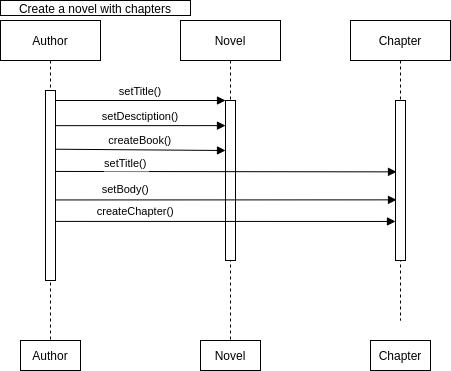 Create a novel with chapters
Author
Novel
Chapter
setTitle()
setDesctiption()
createBook()
setTitle()
setBody()
createChapter()
Author
Novel
Chapter